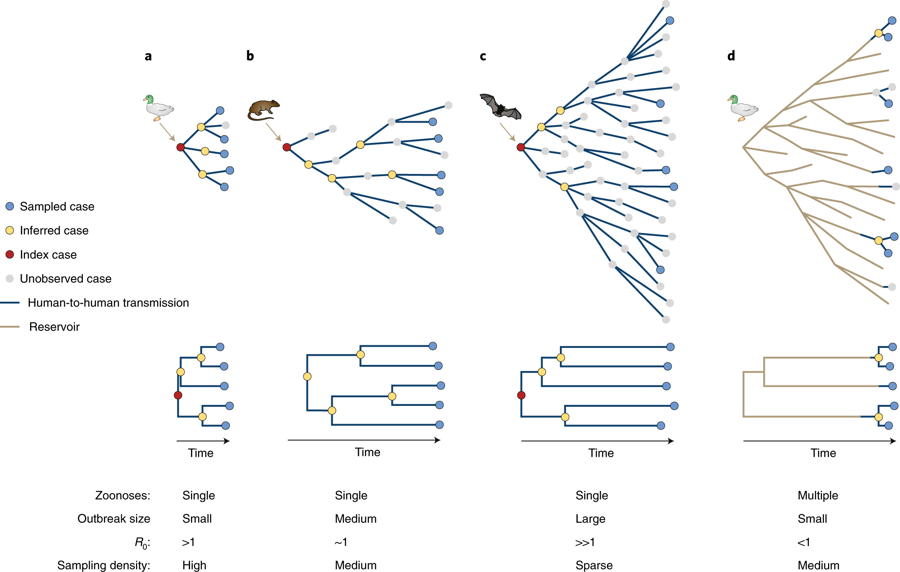 a
b
c
d
Sampled case
Inferred case
Index case
Unobserved case
Human-to-human transmission
Reservoir
Time
Time
Time
Time
Zoonoses: Single Single Single Multiple
Outbreak size Small Medium Large Small
R0: >1 ~1 >>1 <1
Sampling density: High Medium Sparse Medium